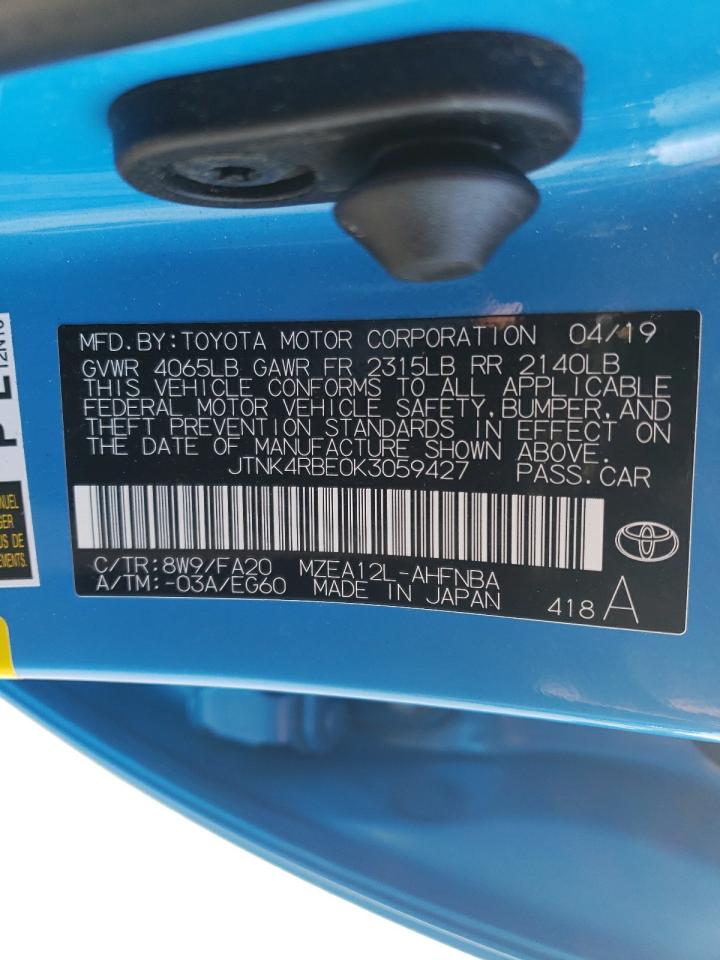 MFD.BY:TOYOTA MOTOR CORPORATION 04/19
GVWR 4065LB GAWR FR 2315LB RR 2140LB
THIS VEHICLE CONFORMS TO ALL APPLICABLE
FEDERAL MOTOR VEHICLE SAFETY,BUMPER,AND
THEFT PREVENTION STANDARDS IN EFFECT ON
THE DATE OF MANUFACTURE SHOWN ABOVE.
JTNK4RBE0K3059427 PASS.CAR
C/TR:8W9/FA20 MZEA12L-AHFNBA
A/TM:-03A/EG60 MADE IN JAPAN 418 A